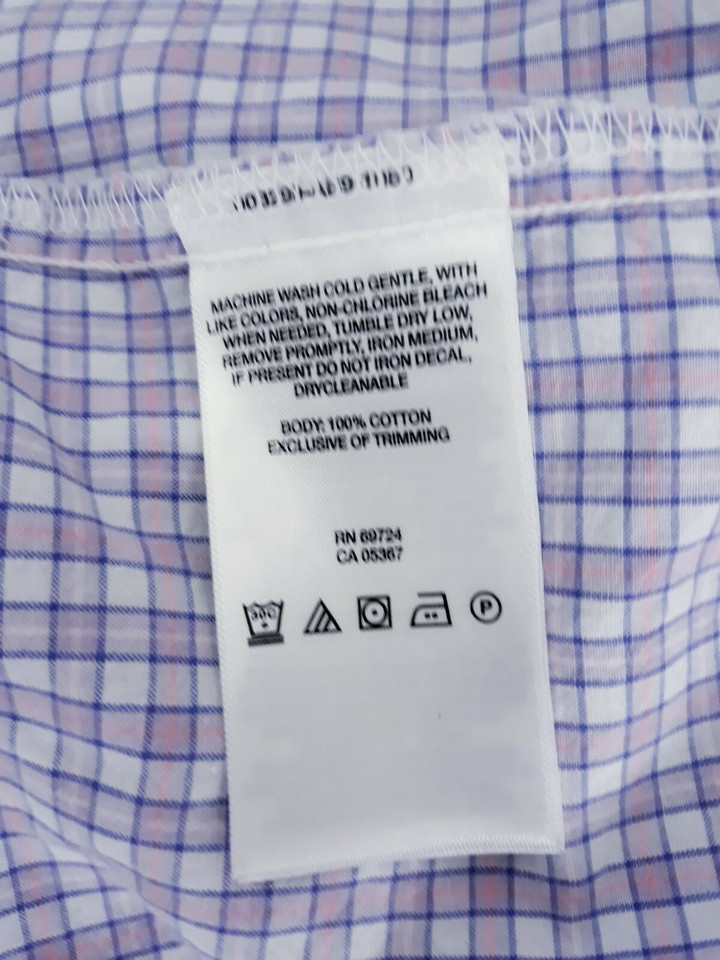 MACHINE WASH COLD GENTLE, WITH
LIKE COLORS, NON-CHLORINE BLEACH
WHEN NEEDED, TUMBLE DRY LOW,
REMOVE PROMPTLY, IRON MEDIUM,
IF PRESENT DO NOT IRON DECAL,
DRYCLEANABLE
BODY: 100% COTTON
EXCLUSIVE OF TRIMMING
RN 69724
CA 05367
30C
P